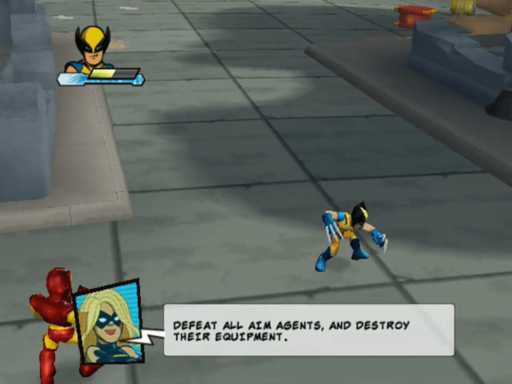 DEFEAT ALL AIM AGENTS, AND DESTROY
THEIR EQUIPMENT.